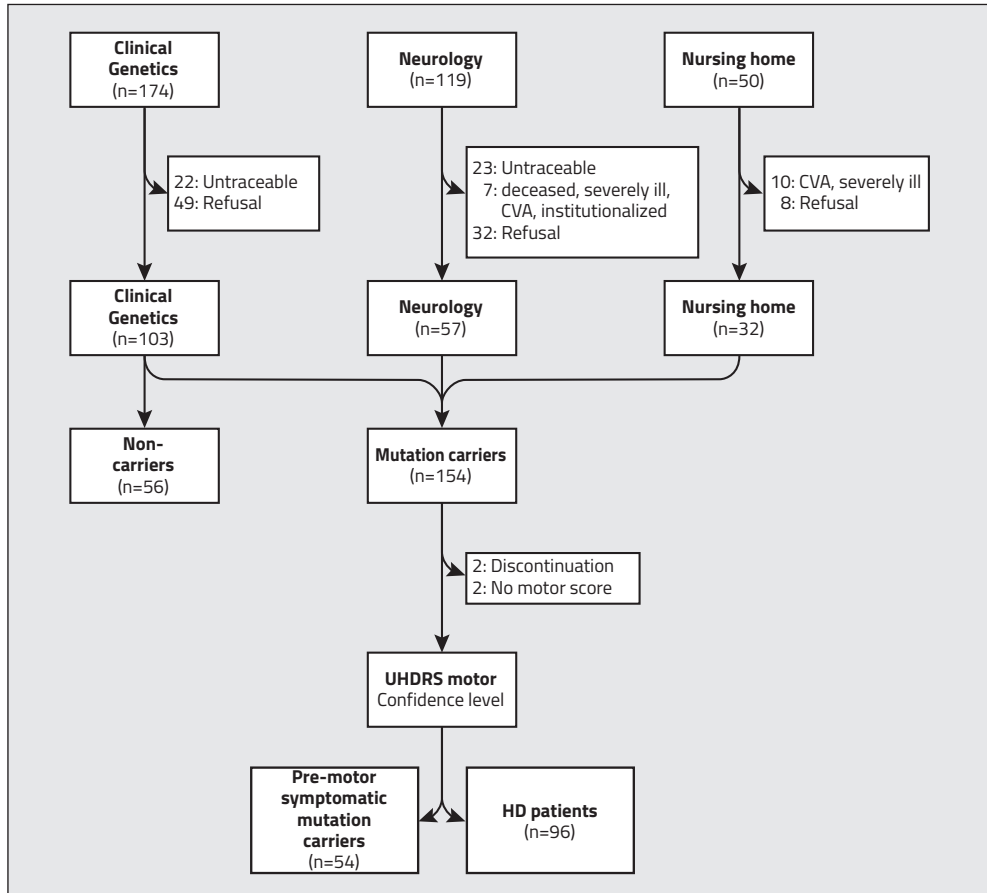 Clinical
Genetics
(n=174)
Neurology
(n=119)
Nursing home
(n=50)
22: Untraceable
49: Refusal
23: Untraceable
7: deceased, severely ill,
CVA, institutionalized
32: Refusal
10: CVA, severely ill
8: Refusal
Clinical
Genetics
(n=103)
Neurology
(n=57)
Nursing home
(n=32)
Non-
carriers
(n=56)
Mutation carriers
(n=154)
2: Discontinuation
2: No motor score
UHDRS motor
Confidence level
Pre-motor
symptomatic
mutation
carriers
(n=54)
HD patients
(n=96)